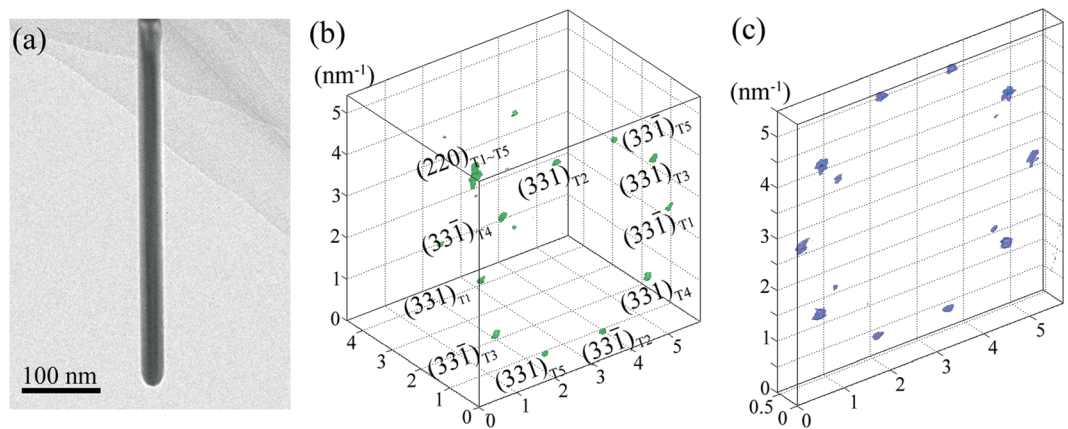 (a)
100 nm
(b)
(nm⁻¹)
5
4
3
2
1
0
4
3
2
1
0
0
1
2
3
4
5
(220)T1~T5
(331̄)T5
(331)T2
(331)T3
(331̄)T4
(331̄)T1
(331)T1
(331)T4
(331̄)T3
(331̄)T2
(331)T5
(c)
(nm⁻¹)
5
4
3
2
1
0
0.5
0
0
1
2
3
4
5